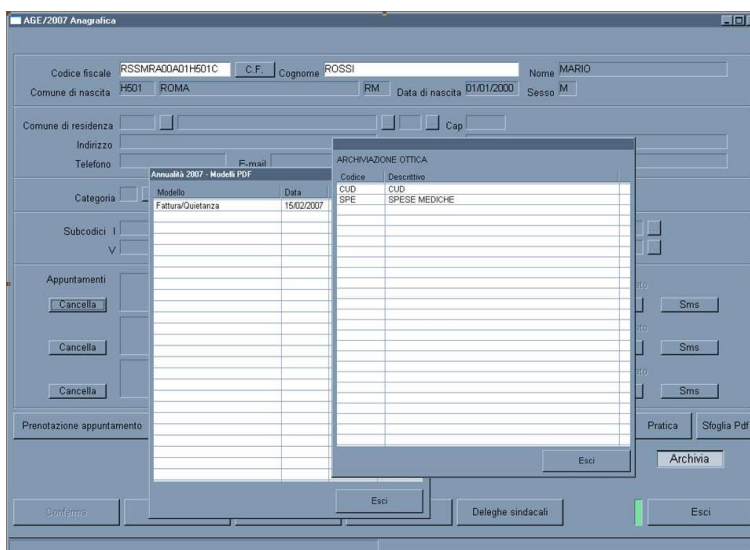 AGE/2007 Anagrafica
Codice fiscale RSSMRA00A01H501C C.F. Cognome ROSSI Nome MARIO
Comune di nascita H501 ROMA RM Data di nascita 01/01/2000 Sesso M
Comune di residenza Cap
Indirizzo
Telefono E-mail
Categoria
Subcodici I
V
Appuntamenti
Cancella Sms
Cancella Sms
Cancella Sms
Prenotazione appuntamento Pratica Sfoglia Pdf
Archivia
Conferma Deleghe sindacali Esci
Annualità 2007 - Modelli PDF
Modello Data
Fattura/Quietanza 15/02/2007
Esci
ARCHIVIAZIONE OTTICA
Codice Descrittivo
CUD CUD
SPE SPESE MEDICHE
Esci